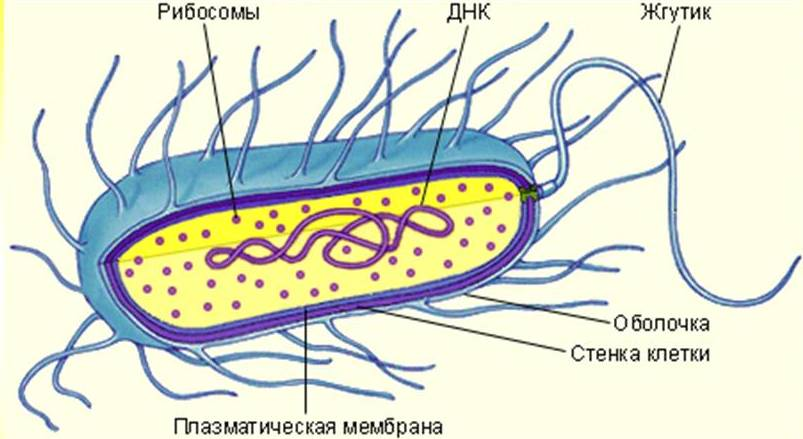 Рибосомы
ДНК
Жгутик
Оболочка
Стенка клетки
Плазматическая мембрана